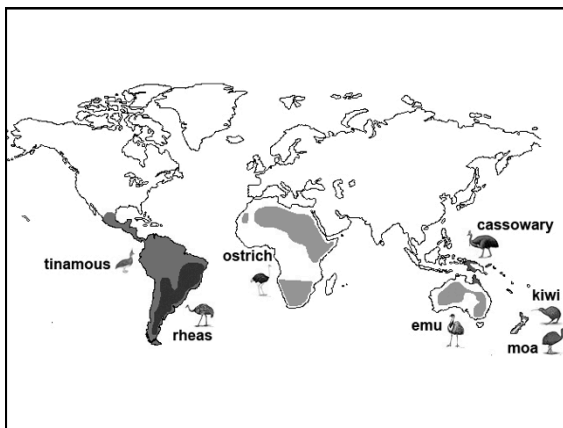 cassowary
ostrich
tinamous
kiwi
emu
rheas
moa